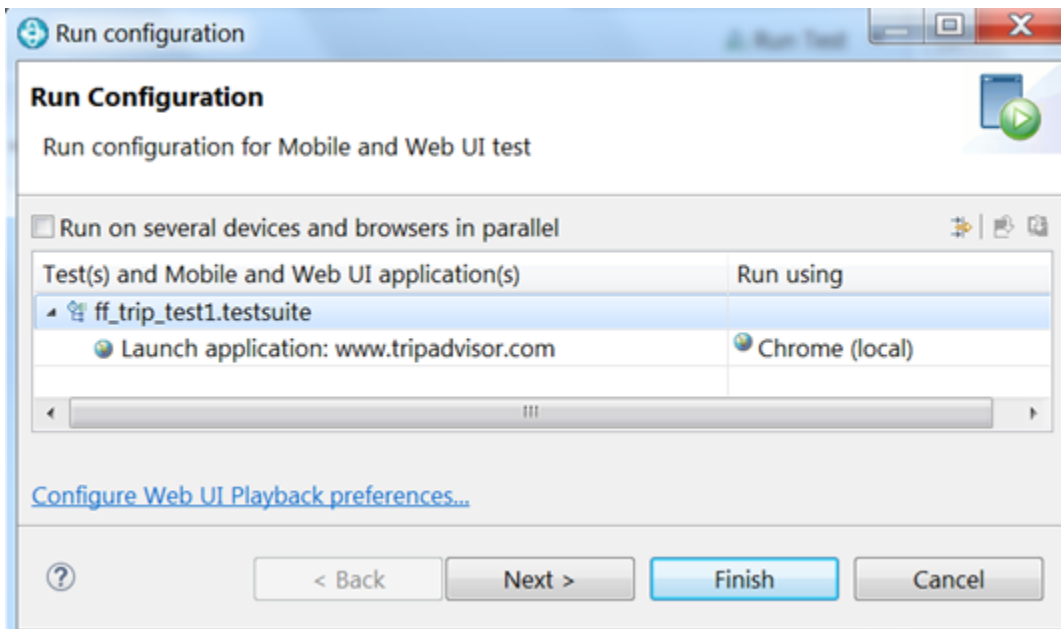 Run configuration
Run Test
Run Configuration
Run configuration for Mobile and Web UI test
Run on several devices and browsers in parallel
Test(s) and Mobile and Web UI application(s) Run using
ff_trip_test1.testsuite
Launch application: www.tripadvisor.com Chrome (local)
Configure Web UI Playback preferences...
< Back Next > Finish Cancel